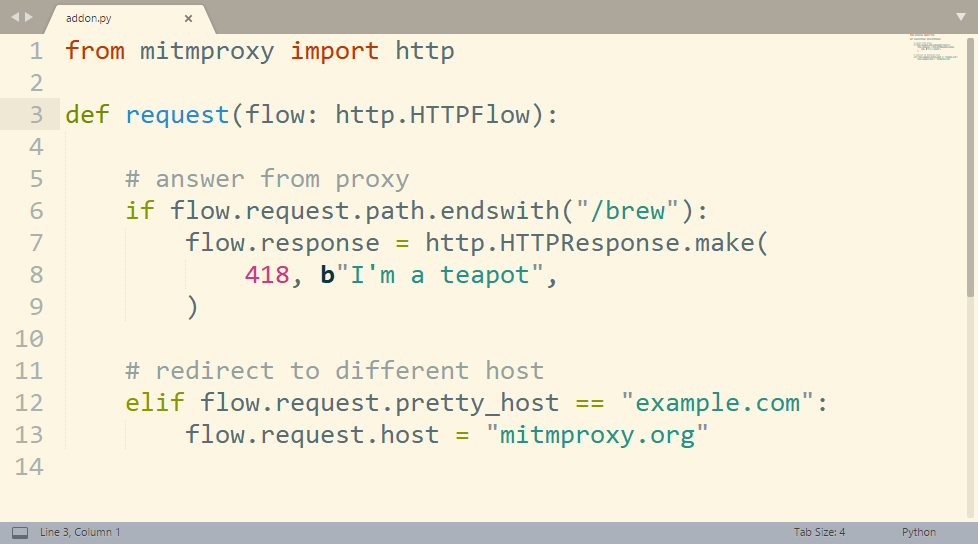 addon.py
1 from mitmproxy import http
2
3 def request(flow: http.HTTPFlow):
4
5     # answer from proxy
6     if flow.request.path.endswith("/brew"):
7         flow.response = http.HTTPResponse.make(
8             418, b"I'm a teapot",
9         )
10
11     # redirect to different host
12     elif flow.request.pretty_host == "example.com":
13         flow.request.host = "mitmproxy.org"
14
Line 3, Column 1 Tab Size: 4 Python